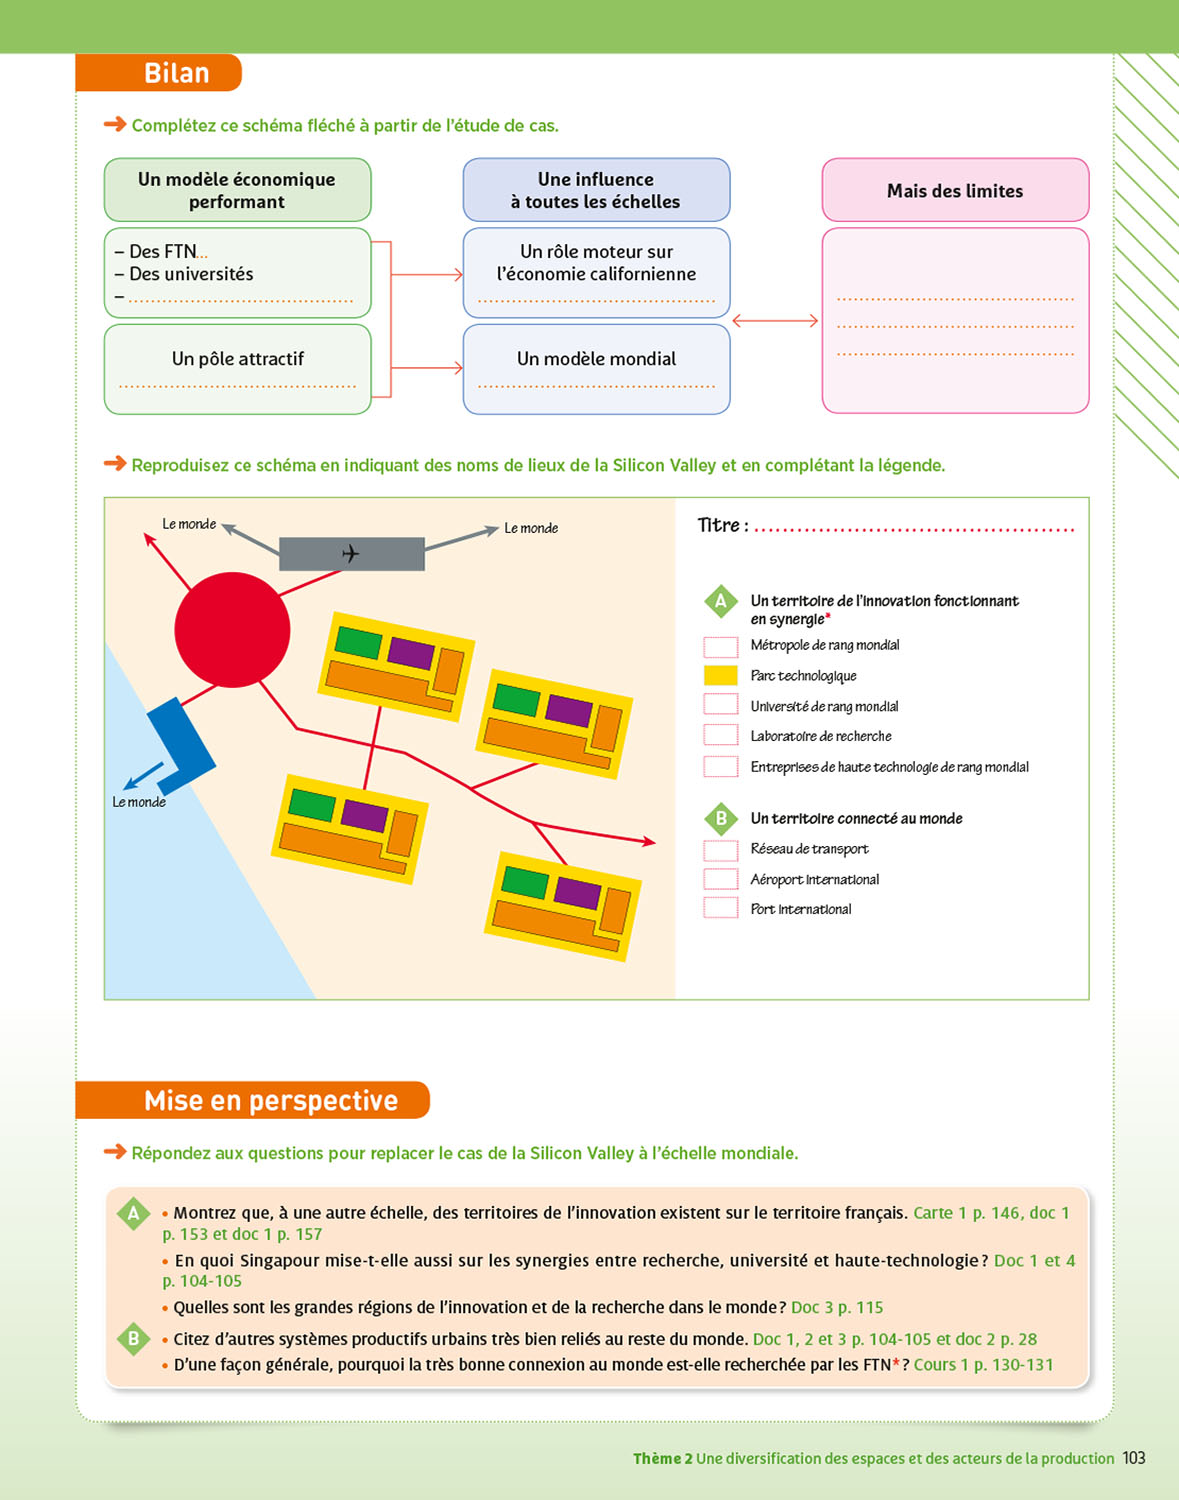 Bilan
➜ Complétez ce schéma fléché à partir de l'étude de cas.
Un modèle économique
performant
– Des FTN...
– Des universités
– ........................................
Un pôle attractif
..........................................
Une influence
à toutes les échelles
Un rôle moteur sur
l'économie californienne
..........................................
Un modèle mondial
..........................................
Mais des limites
..........................................
..........................................
..........................................
➜ Reproduisez ce schéma en indiquant des noms de lieux de la Silicon Valley et en complétant la légende.
Le monde
Le monde
Le monde
Titre : .............................................
A Un territoire de l'innovation fonctionnant
en synergie*
Métropole de rang mondial
Parc technologique
Université de rang mondial
Laboratoire de recherche
Entreprises de haute technologie de rang mondial
B Un territoire connecté au monde
Réseau de transport
Aéroport international
Port international
Mise en perspective
➜ Répondez aux questions pour replacer le cas de la Silicon Valley à l'échelle mondiale.
A • Montrez que, à une autre échelle, des territoires de l'innovation existent sur le territoire français. Carte 1 p. 146, doc 1
p. 153 et doc 1 p. 157
• En quoi Singapour mise-t-elle aussi sur les synergies entre recherche, université et haute-technologie ? Doc 1 et 4
p. 104-105
• Quelles sont les grandes régions de l'innovation et de la recherche dans le monde ? Doc 3 p. 115
B • Citez d'autres systèmes productifs urbains très bien reliés au reste du monde. Doc 1, 2 et 3 p. 104-105 et doc 2 p. 28
• D'une façon générale, pourquoi la très bonne connexion au monde est-elle recherchée par les FTN* ? Cours 1 p. 130-131
Thème 2 Une diversification des espaces et des acteurs de la production 103